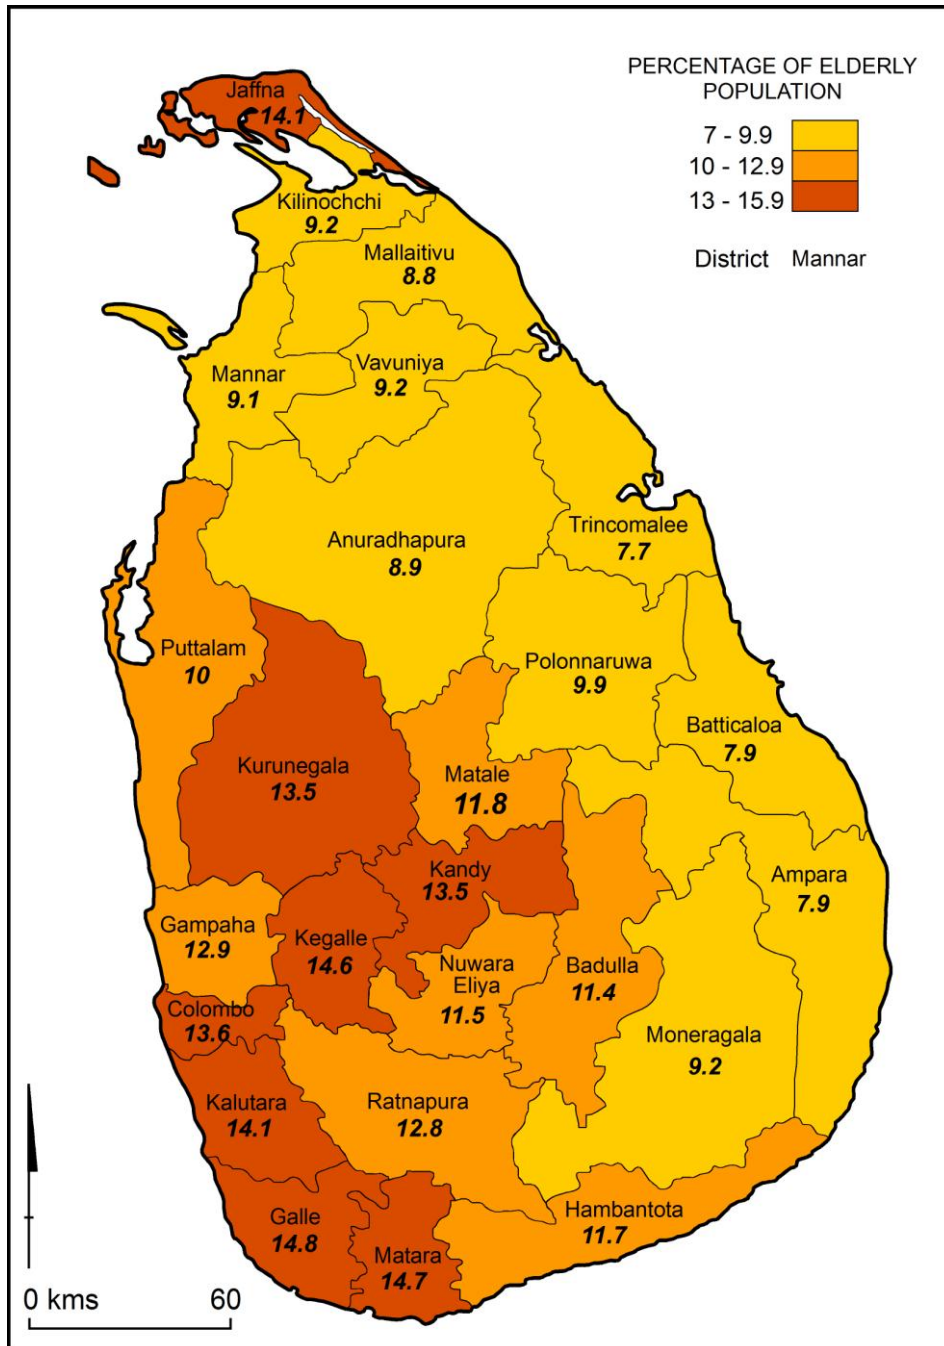 PERCENTAGE OF ELDERLY
POPULATION
7 - 9.9
10 - 12.9
13 - 15.9
District Mannar
Jaffna
14.1
Kilinochchi
9.2
Mallaitivu
8.8
Mannar
9.1
Vavuniya
9.2
Anuradhapura
8.9
Trincomalee
7.7
Puttalam
10
Polonnaruwa
9.9
Batticaloa
7.9
Kurunegala
13.5
Matale
11.8
Kandy
13.5
Ampara
7.9
Gampaha
12.9
Kegalle
14.6
Nuwara
Eliya
11.5
Badulla
11.4
Colombo
13.6
Moneragala
9.2
Kalutara
14.1
Ratnapura
12.8
Galle
14.8
Matara
14.7
Hambantota
11.7
0 kms 60